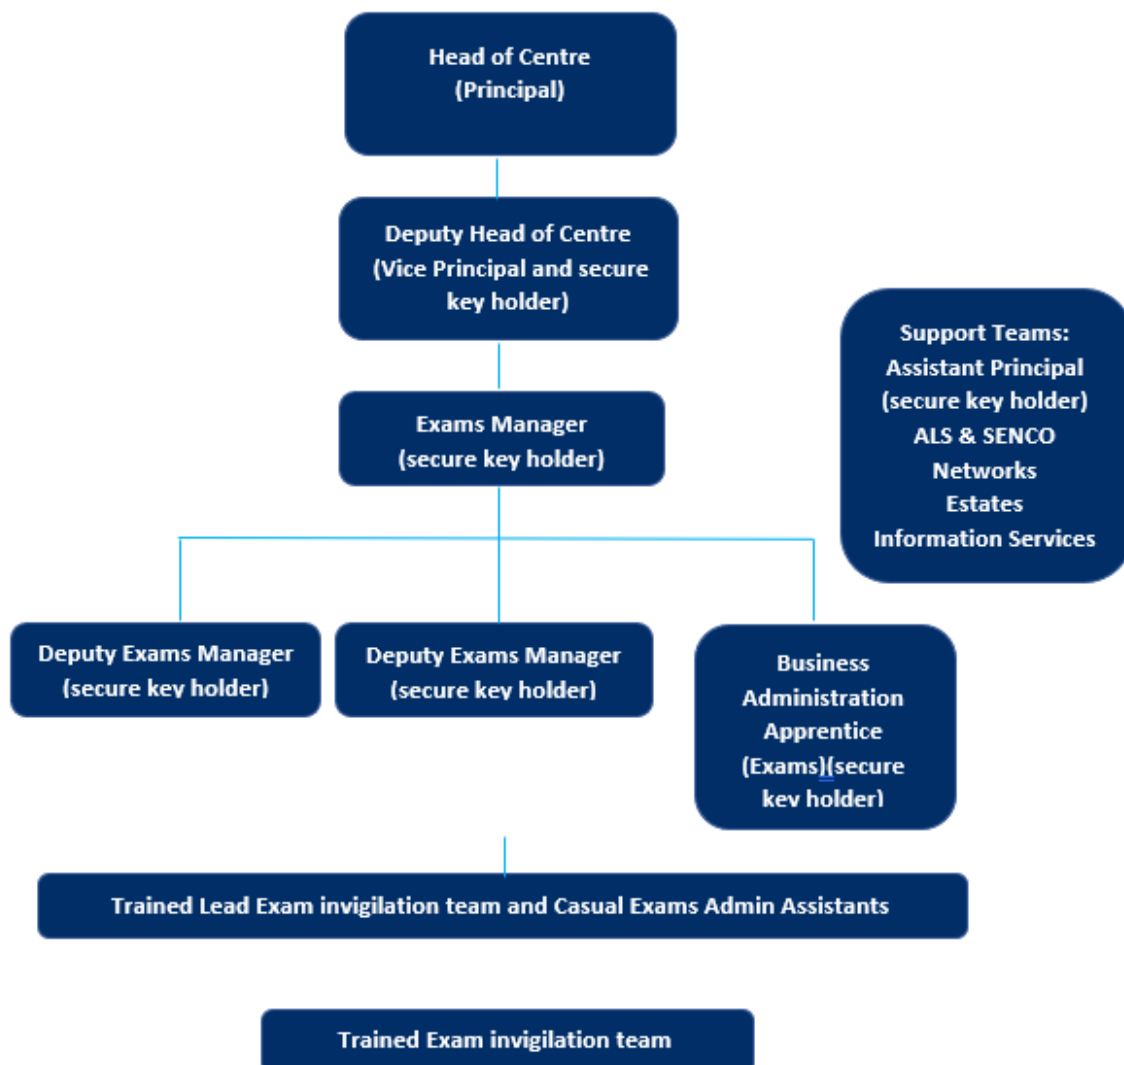 Head of Centre
(Principal)
Deputy Head of Centre
(Vice Principal and secure
key holder)
Exams Manager
(secure key holder)
Support Teams:
Assistant Principal
(secure key holder)
ALS & SENCO
Networks
Estates
Information Services
Deputy Exams Manager
(secure key holder)
Deputy Exams Manager
(secure key holder)
Business
Administration
Apprentice
(Exams)(secure
key holder)
Trained Lead Exam invigilation team and Casual Exams Admin Assistants
Trained Exam invigilation team